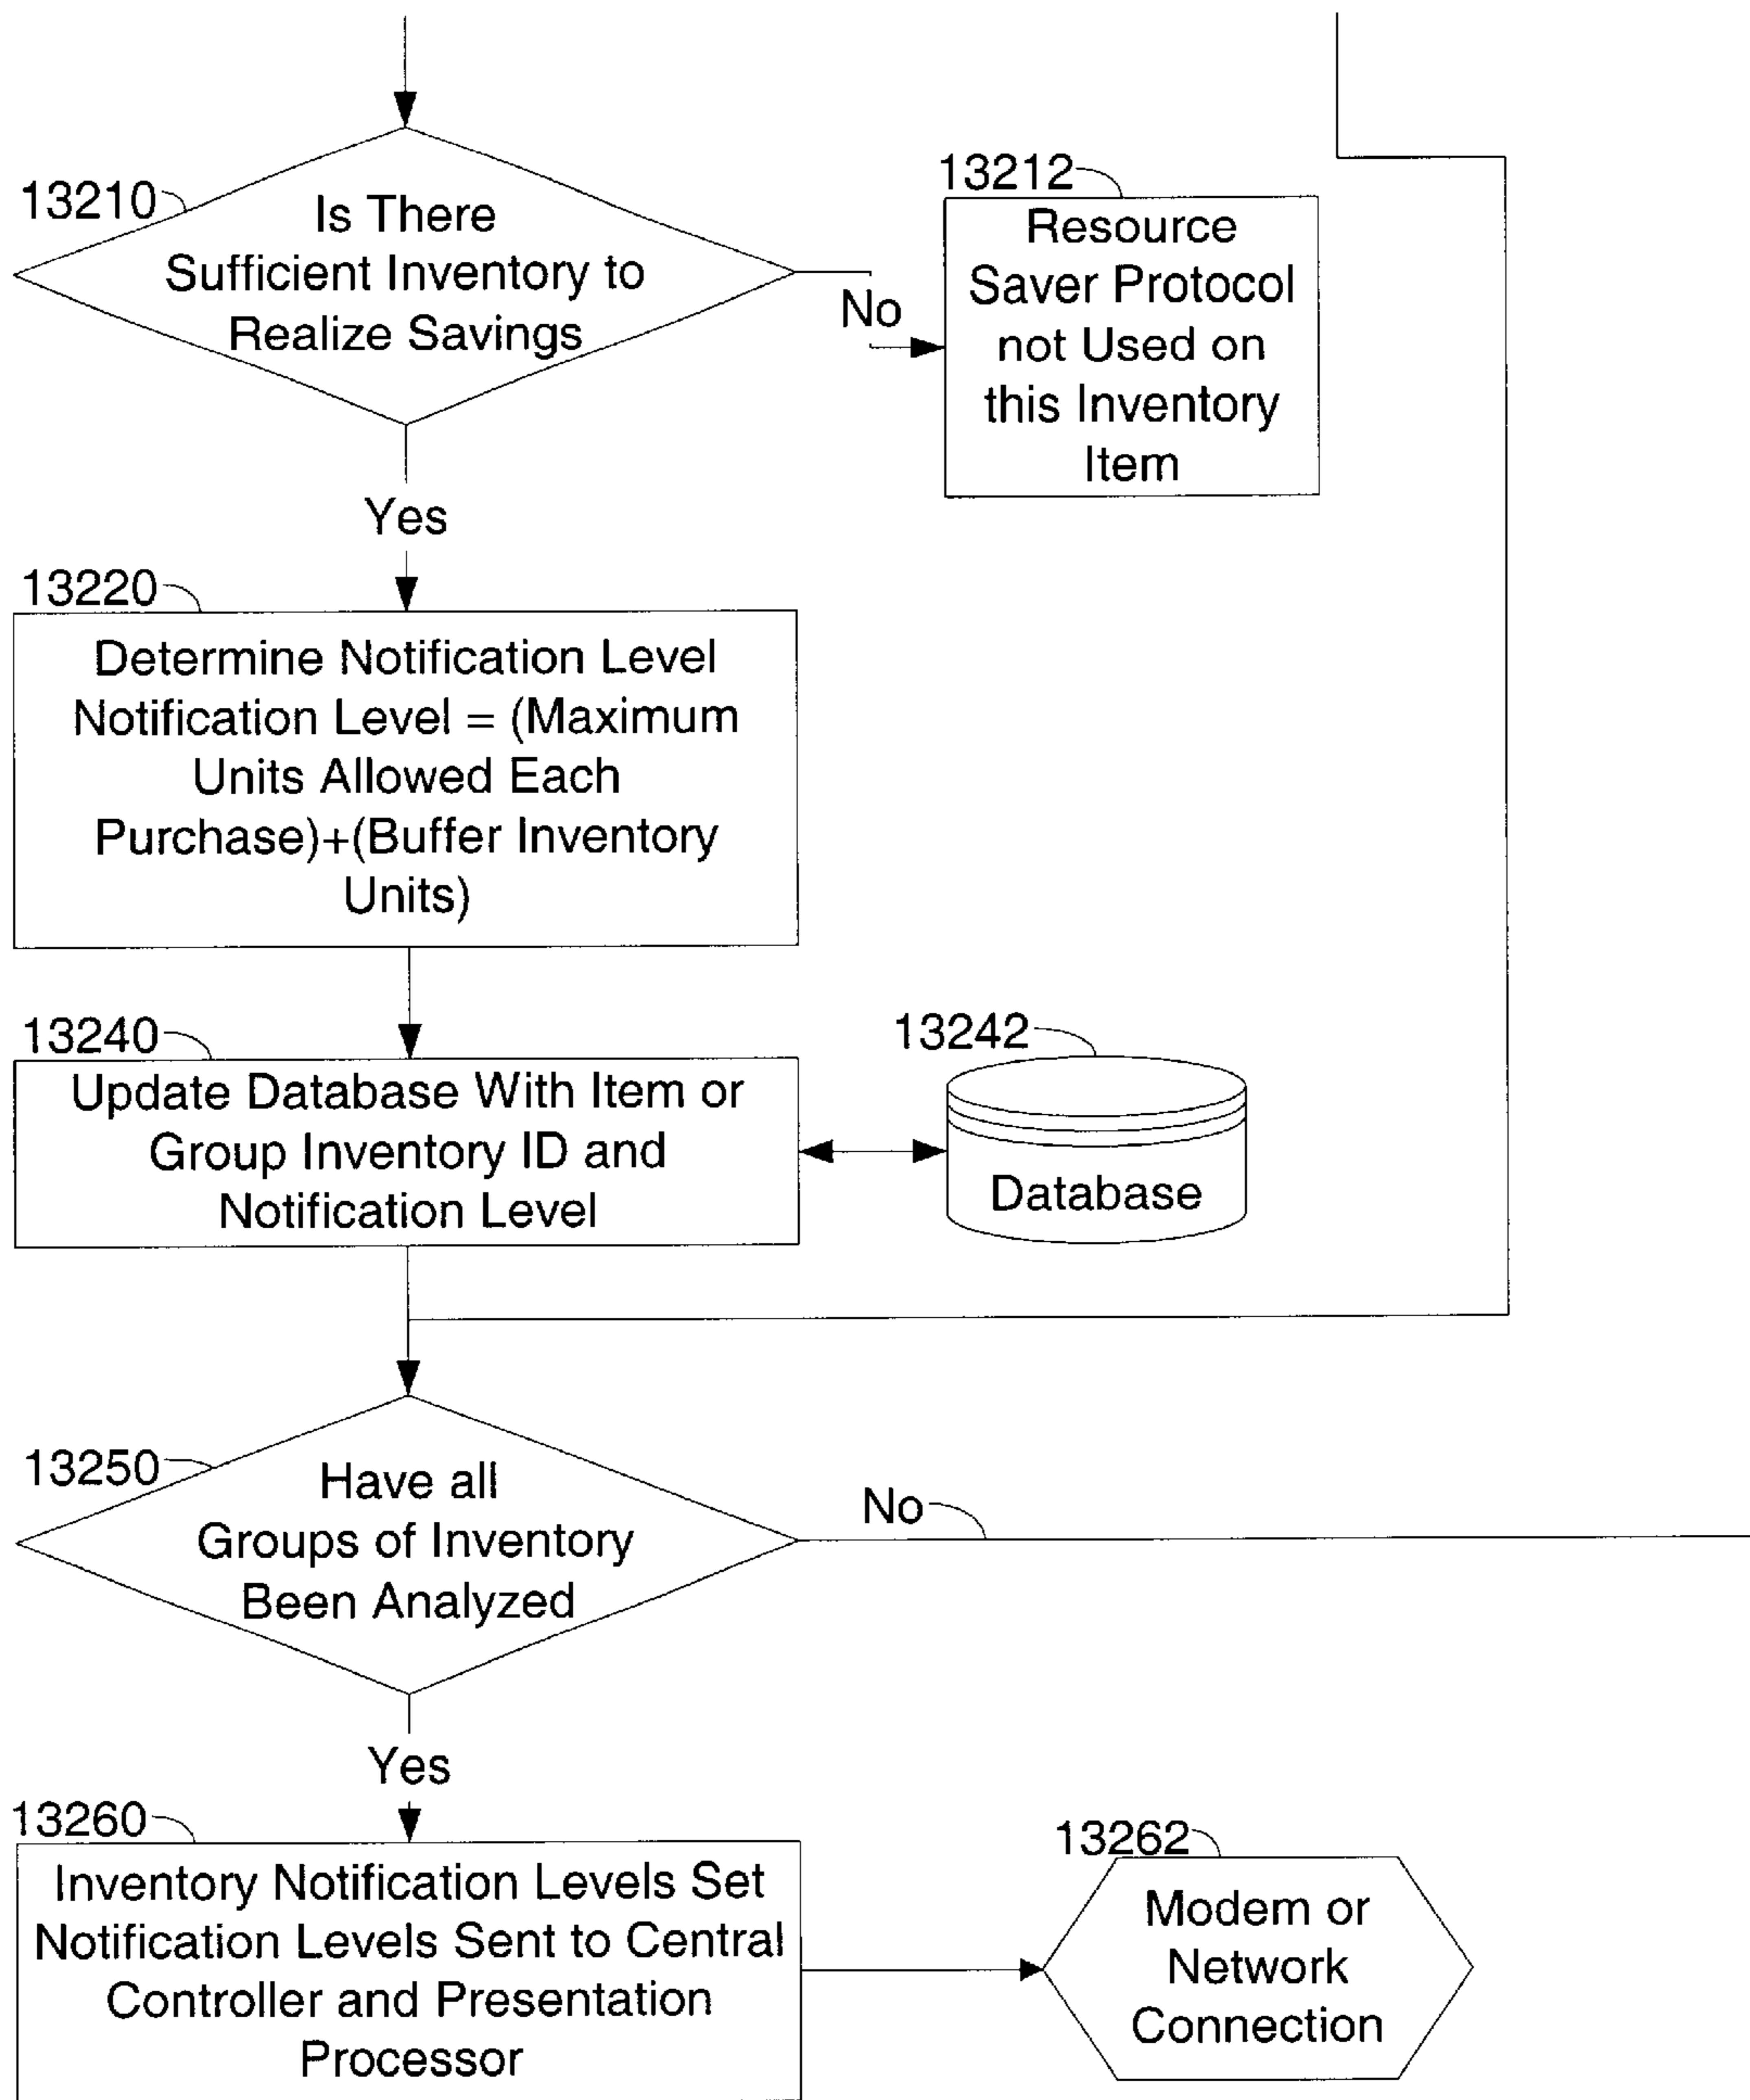 13210
Is There
Sufficient Inventory to
Realize Savings
No
13212
Resource
Saver Protocol
not Used on
this Inventory
Item
Yes
13220
Determine Notification Level
Notification Level = (Maximum
Units Allowed Each
Purchase)+(Buffer Inventory
Units)
13240
Update Database With Item or
Group Inventory ID and
Notification Level
13242
Database
13250
Have all
Groups of Inventory
Been Analyzed
No
Yes
13260
Inventory Notification Levels Set
Notification Levels Sent to Central
Controller and Presentation
Processor
13262
Modem or
Network
Connection